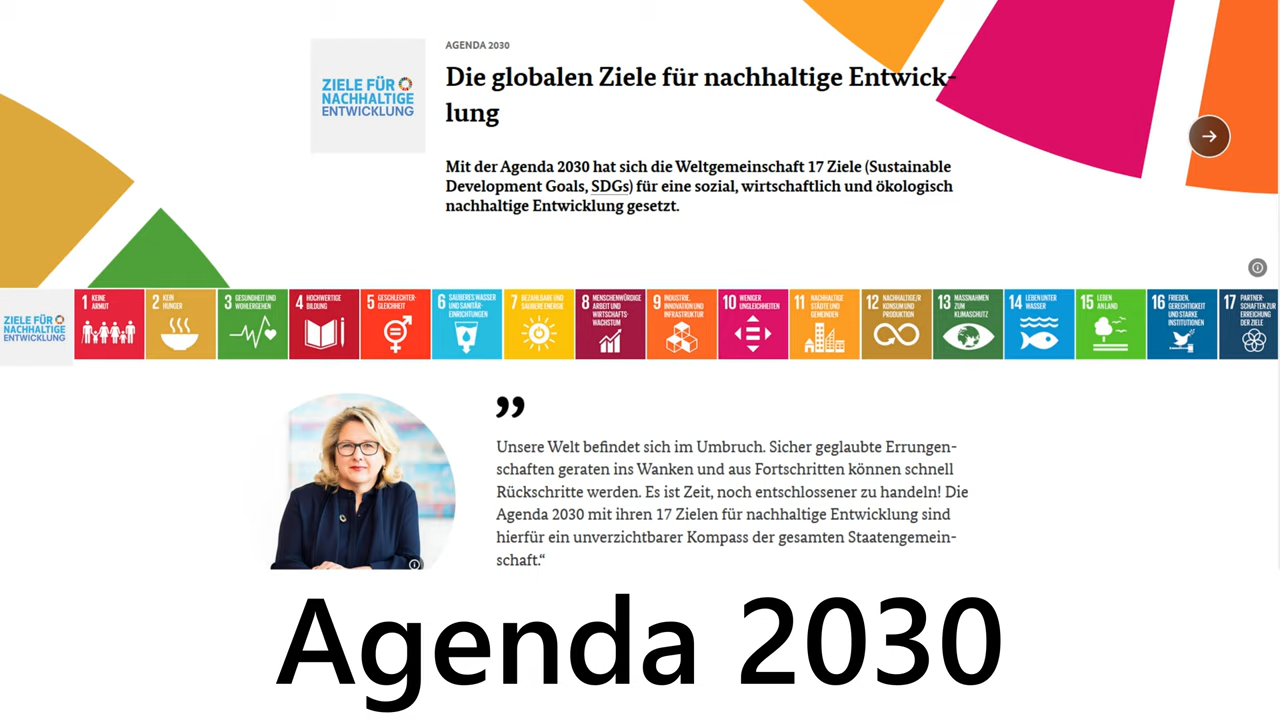 AGENDA 2030
Die globalen Ziele für nachhaltige Entwick-
lung
ZIELE FÜR
NACHHALTIGE
ENTWICKLUNG
Mit der Agenda 2030 hat sich die Weltgemeinschaft 17 Ziele (Sustainable
Development Goals, SDGs) für eine sozial, wirtschaftlich und ökologisch
nachhaltige Entwicklung gesetzt.
ZIELE FÜR
NACHHALTIGE
ENTWICKLUNG
1 KEINE
ARMUT
2 KEIN
HUNGER
3 GESUNDHEIT UND
WOHLERGEHEN
4 HOCHWERTIGE
BILDUNG
5 GESCHLECHTER-
GLEICHHEIT
6 SAUBERES WASSER
UND SANITÄR-
EINRICHTUNGEN
7 BEZAHLBARE UND
SAUBERE ENERGIE
8 MENSCHENWÜRDIGE
ARBEIT UND
WIRTSCHAFTS-
WACHSTUM
9 INDUSTRIE,
INNOVATION UND
INFRASTRUKTUR
10 WENIGER
UNGLEICHHEITEN
11 NACHHALTIGE
STÄDTE UND
GEMEINDEN
12 NACHHALTIGE/R
KONSUM UND
PRODUKTION
13 MASSNAHMEN
ZUM
KLIMASCHUTZ
14 LEBEN UNTER
WASSER
15 LEBEN
AN LAND
16 FRIEDEN,
GERECHTIGKEIT
UND STARKE
INSTITUTIONEN
17 PARTNER-
SCHAFTEN ZUR
ERREICHUNG
DER ZIELE
”
Unsere Welt befindet sich im Umbruch. Sicher geglaubte Errungen-
schaften geraten ins Wanken und aus Fortschritten können schnell
Rückschritte werden. Es ist Zeit, noch entschlossener zu handeln! Die
Agenda 2030 mit ihren 17 Zielen für nachhaltige Entwicklung sind
hierfür ein unverzichtbarer Kompass der gesamten Staatengemein-
schaft.“
Agenda 2030